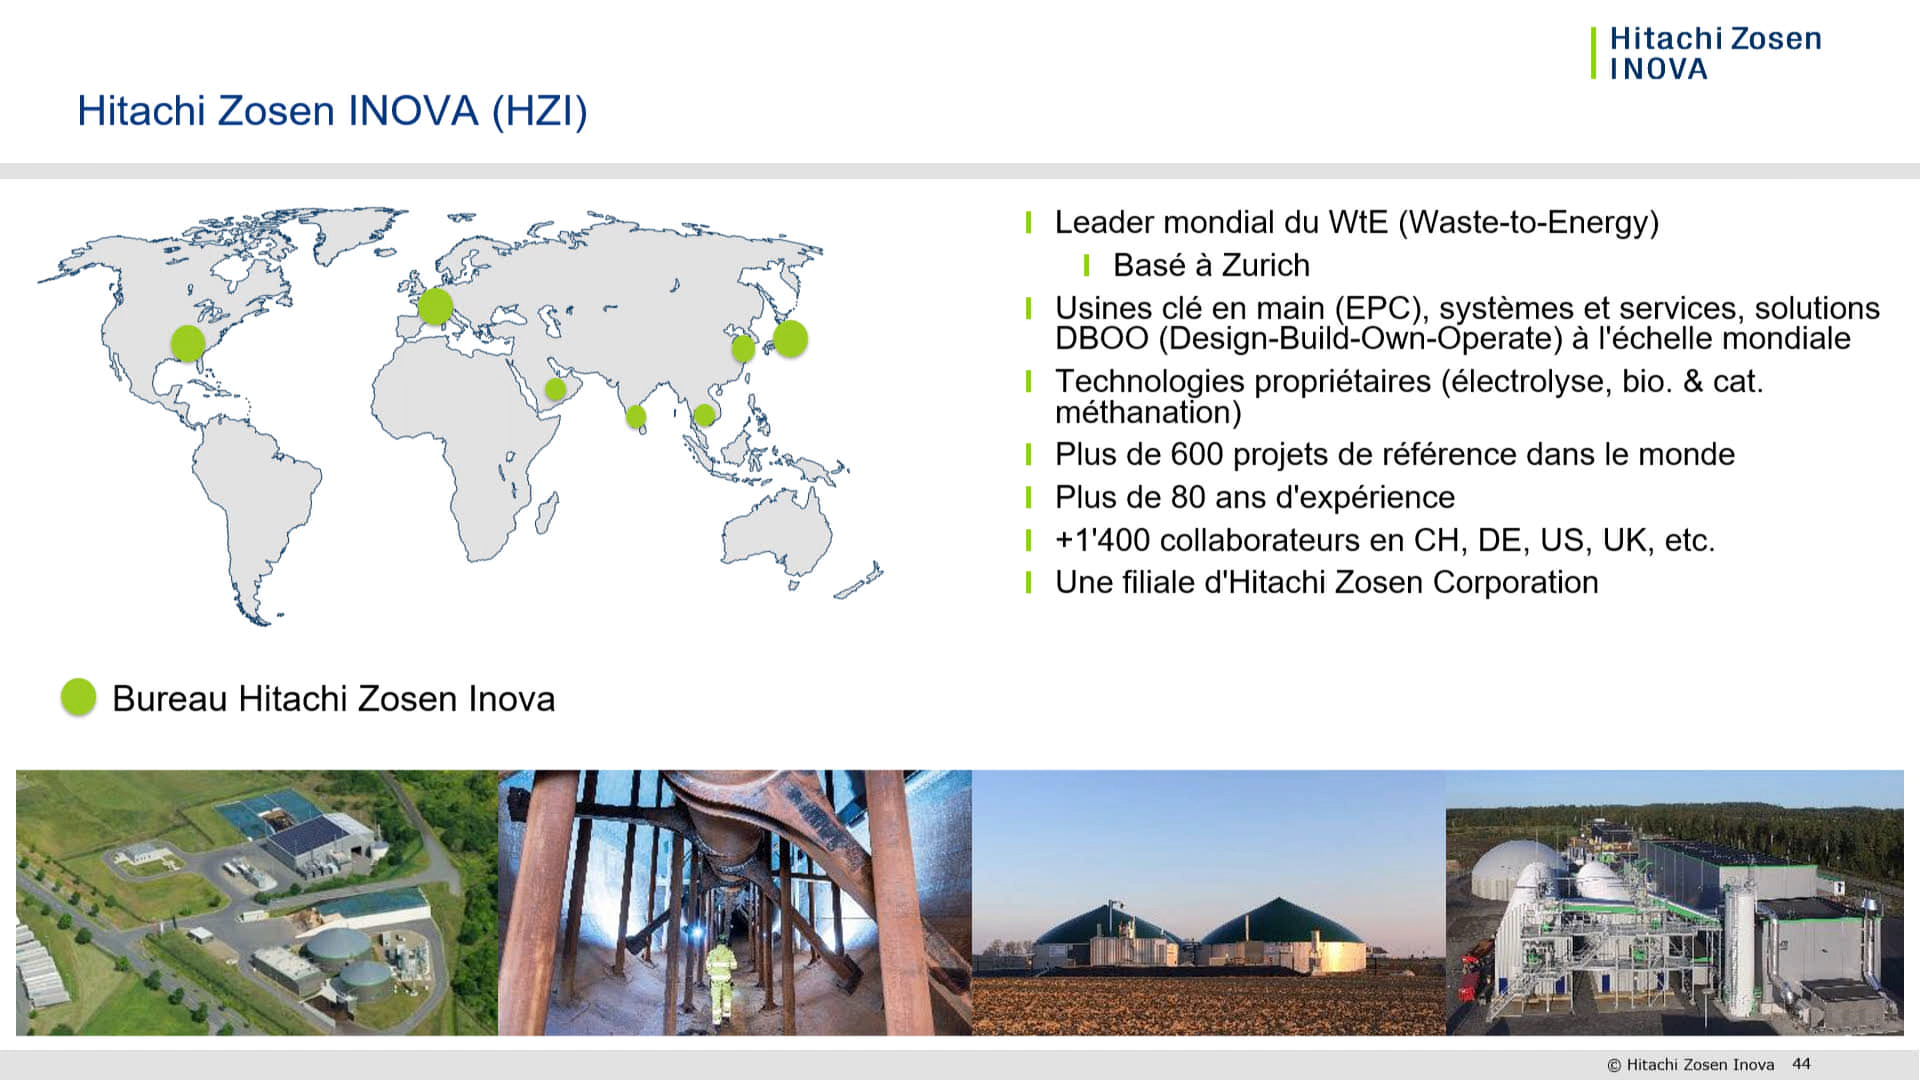 Hitachi Zosen
INOVA
Hitachi Zosen INOVA (HZI)
Leader mondial du WtE (Waste-to-Energy)
Basé à Zurich
Usines clé en main (EPC), systèmes et services, solutions
DBOO (Design-Build-Own-Operate) à l'échelle mondiale
Technologies propriétaires (électrolyse, bio. & cat.
méthanation)
Plus de 600 projets de référence dans le monde
Plus de 80 ans d'expérience
+1'400 collaborateurs en CH, DE, US, UK, etc.
Une filiale d'Hitachi Zosen Corporation
Bureau Hitachi Zosen Inova
© Hitachi Zosen Inova 44